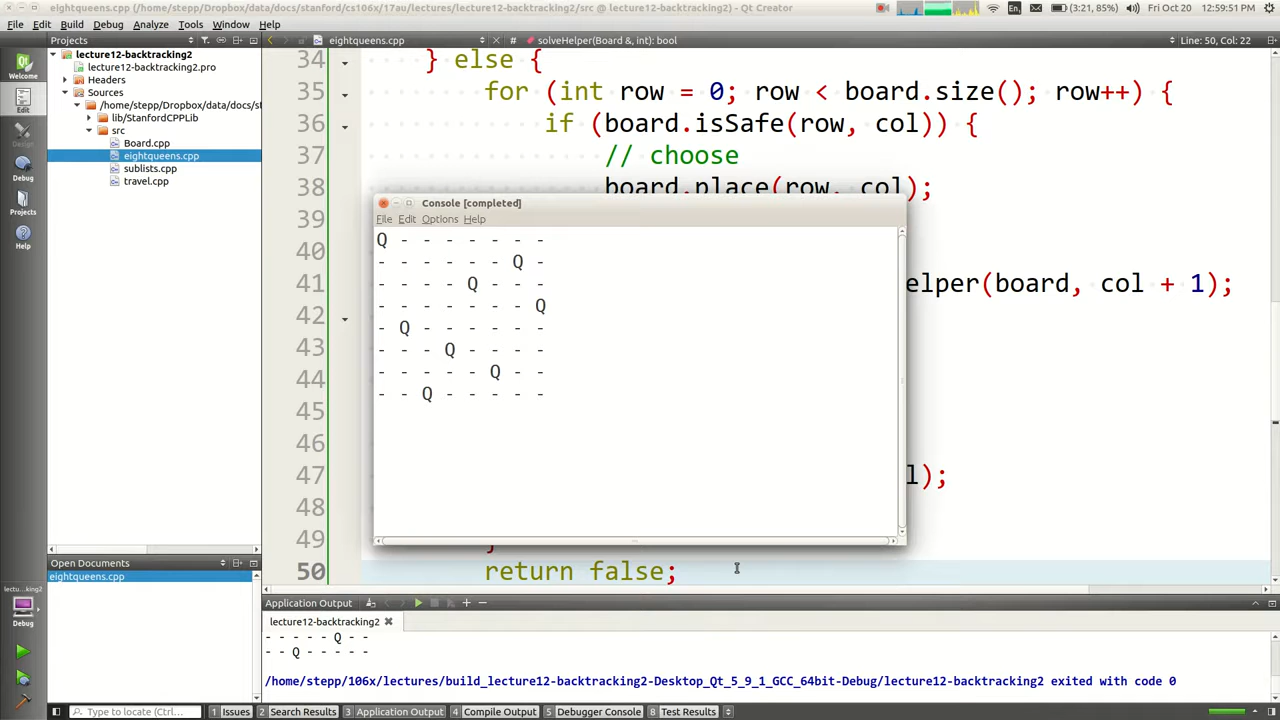 eightqueens.cpp (~/Dropbox/data/docs/stanford/cs106x/17au/lectures/lecture12-backtracking2/src @ lecture12-backtracking2) - Qt Creator
En
(3:21, 85%)
Fri Oct 20
12:59:51 PM
File Edit Build Debug Analyze Tools Window Help
Projects
eightqueens.cpp
#
solveHelper(Board &, int): bool
Line: 50, Col: 22
Welcome
Edit
Design
Debug
Projects
Help
lecture12-backtracking2
lecture12-backtracking2.pro
Headers
Sources
/home/stepp/Dropbox/data/docs/st
lib/StanfordCPPLib
src
Board.cpp
eightqueens.cpp
sublists.cpp
travel.cpp
34 } else {
35 for (int row = 0; row < board.size(); row++) {
36 if (board.isSafe(row, col)) {
37 // choose
38 board.place(row, col);
39
40
41 elper(board, col + 1);
42
43
44
45
46
47 l);
48
49 }
50 return false;
Console [completed]
File Edit Options Help
Q - - - - - - -
- - - - - - Q -
- - - - Q - - -
- - - - - - - Q
- Q - - - - - -
- - - Q - - - -
- - - - - Q - -
- - Q - - - - -
Open Documents
eightqueens.cpp
lectu...king2
Debug
Application Output
lecture12-backtracking2
- - - - - Q - -
- - Q - - - - -
/home/stepp/106x/lectures/build_lecture12-backtracking2-Desktop_Qt_5_9_1_GCC_64bit-Debug/lecture12-backtracking2 exited with code 0
Type to locate (Ctrl+...
1 Issues
2 Search Results
3 Application Output
4 Compile Output
5 Debugger Console
8 Test Results